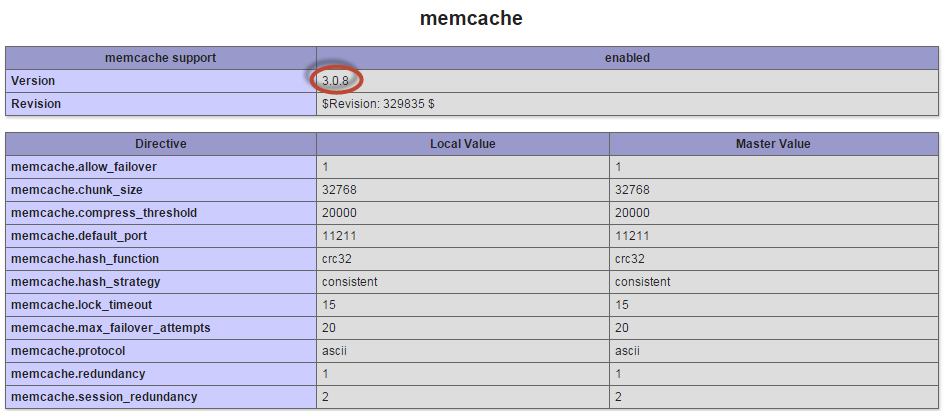 memcache
memcache support enabled
Version 3.0.8
Revision $Revision: 329835 $
Directive Local Value Master Value
memcache.allow_failover 1 1
memcache.chunk_size 32768 32768
memcache.compress_threshold 20000 20000
memcache.default_port 11211 11211
memcache.hash_function crc32 crc32
memcache.hash_strategy consistent consistent
memcache.lock_timeout 15 15
memcache.max_failover_attempts 20 20
memcache.protocol ascii ascii
memcache.redundancy 1 1
memcache.session_redundancy 2 2